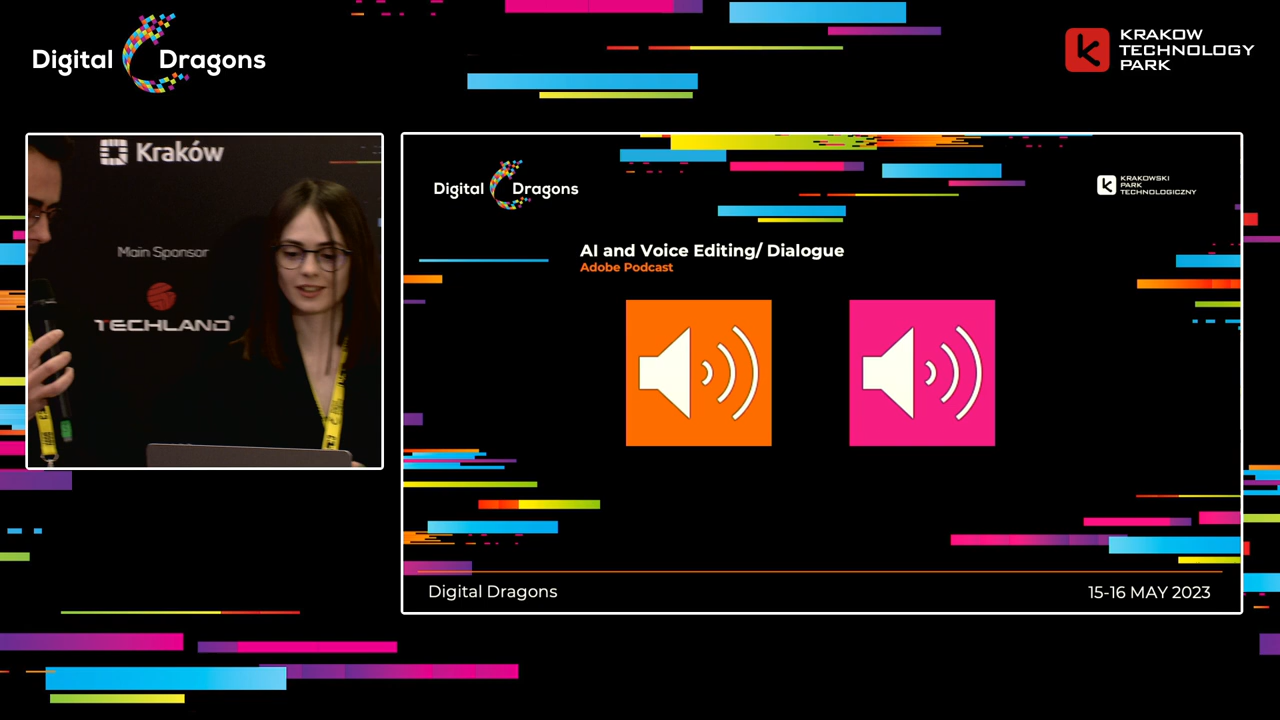 Digital Dragons
KRAKOW
TECHNOLOGY
PARK
Kraków
Main Sponsor
TECHLAND
Digital Dragons
KRAKOWSKI
PARK
TECHNOLOGICZNY
AI and Voice Editing/ Dialogue
Adobe Podcast
Digital Dragons
15-16 MAY 2023